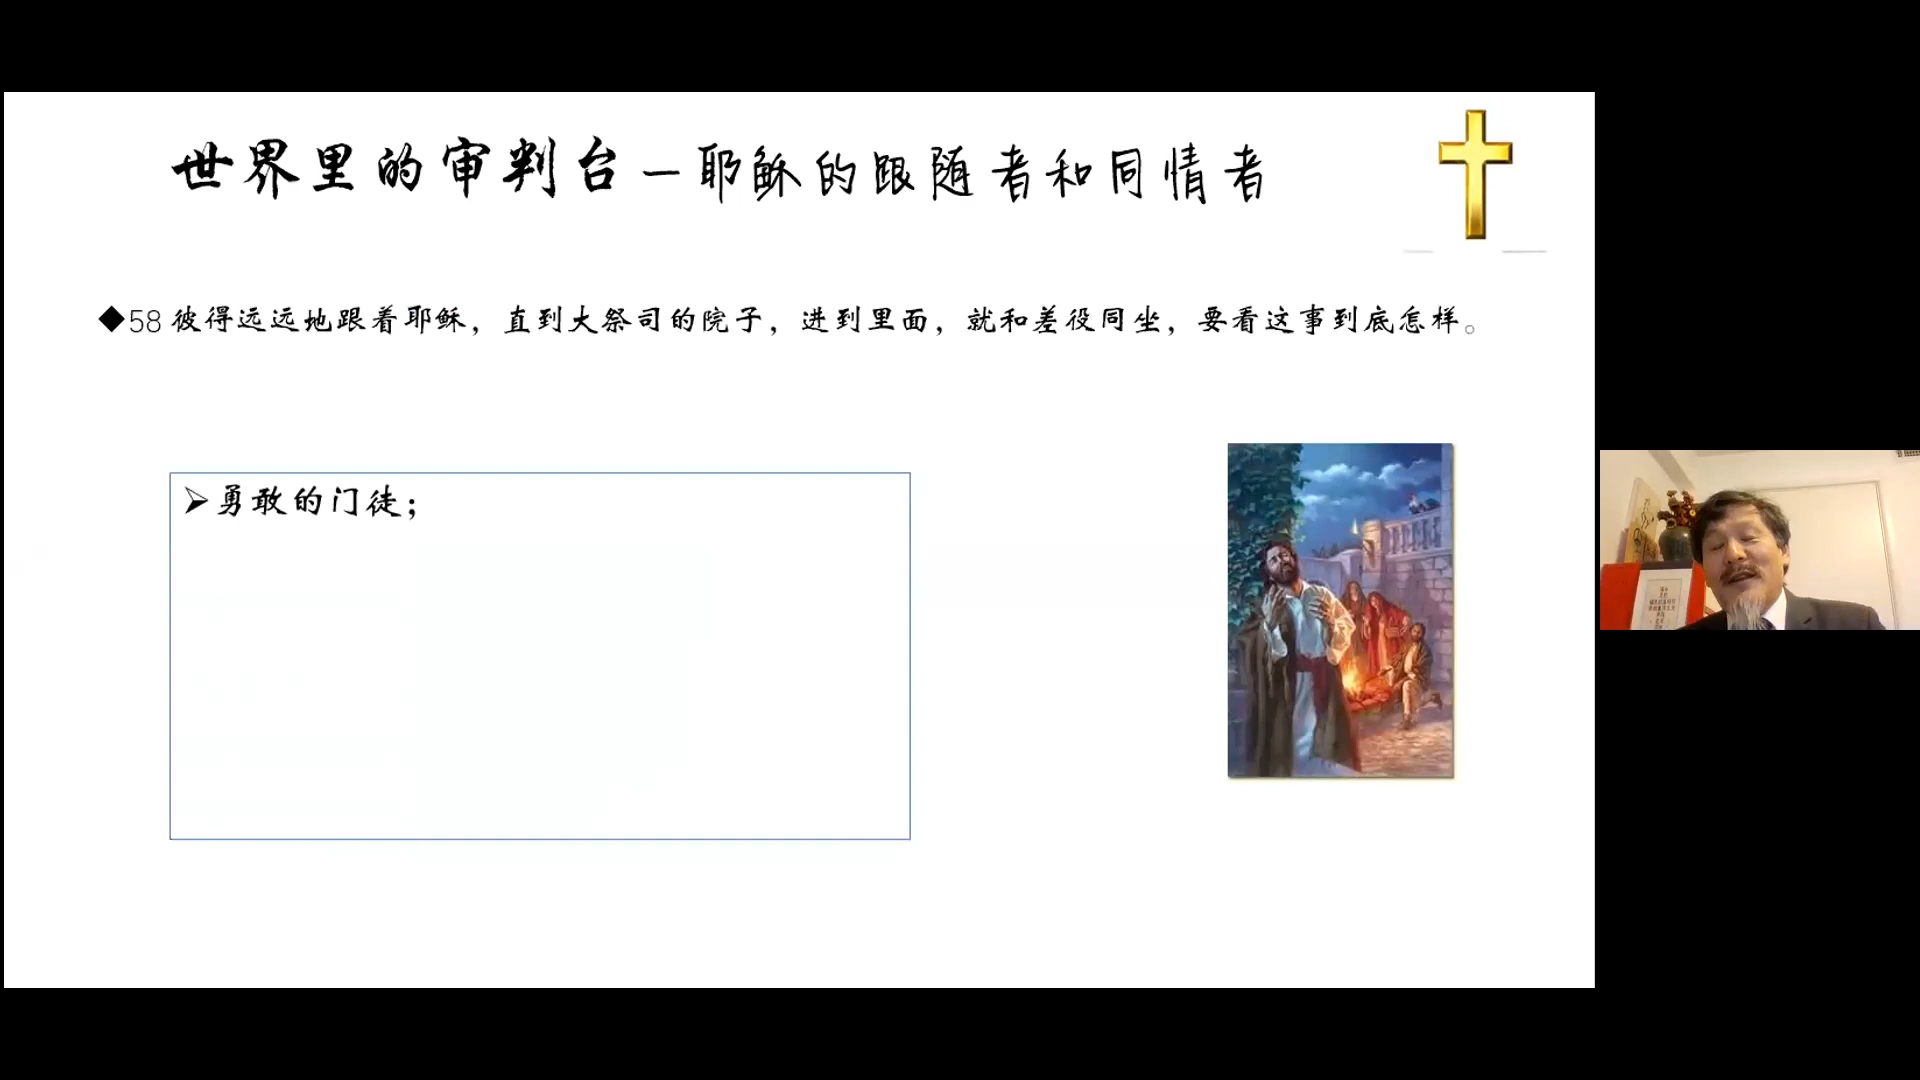 世界里的审判台—耶稣的跟随者和同情者
◆58 彼得远远地跟着耶稣，直到大祭司的院子，进到里面，就和差役同坐，要看这事到底怎样。
➢勇敢的门徒；